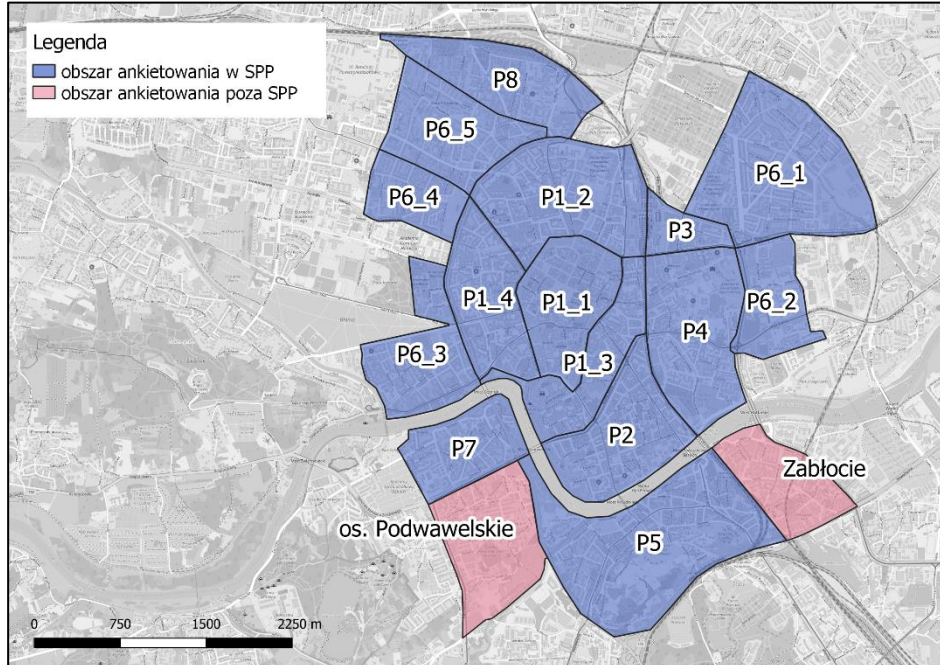 Legenda
obszar ankietowania w SPP
obszar ankietowania poza SPP
P8
P6_5
P6_1
P6_4
P1_2
P3
P1_4
P1_1
P4
P6_2
P6_3
P1_3
P2
P7
Zabłocie
os. Podwawelskie
P5
0 750 1500 2250 m